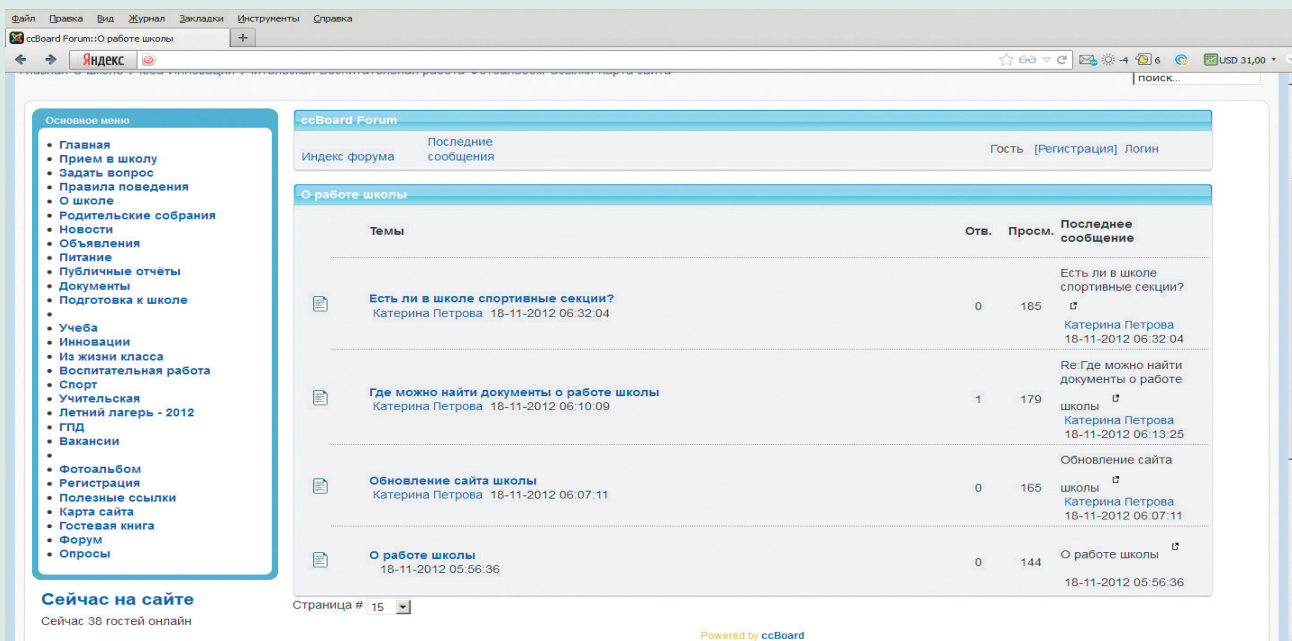 Файл Правка Вид Журнал Закладки Инструменты Справка
ccBoard Forum::О работе школы +
Яндекс -4 6 USD 31,00
поиск...
Основное меню
Главная
Прием в школу
Задать вопрос
Правила поведения
О школе
Родительские собрания
Новости
Объявления
Питание
Публичные отчёты
Документы
Подготовка к школе
Учеба
Инновации
Из жизни класса
Воспитательная работа
Спорт
Учительская
Летний лагерь - 2012
ГПД
Вакансии
Фотоальбом
Регистрация
Полезные ссылки
Карта сайта
Гостевая книга
Форум
Опросы
Сейчас на сайте
Сейчас 38 гостей онлайн
ccBoard Forum
Индекс форума
Последние
сообщения
Гость [Регистрация] Логин
О работе школы
Темы Отв. Просм. Последнее
сообщение
Есть ли в школе спортивные секции?
Катерина Петрова 18-11-2012 06:32:04
0 185
Есть ли в школе
спортивные секции?
Катерина Петрова
18-11-2012 06:32:04
Где можно найти документы о работе школы
Катерина Петрова 18-11-2012 06:10:09
1 179
Re:Где можно найти
документы о работе
школы
Катерина Петрова
18-11-2012 06:13:25
Обновление сайта школы
Катерина Петрова 18-11-2012 06:07:11
0 165
Обновление сайта
школы
Катерина Петрова
18-11-2012 06:07:11
О работе школы
18-11-2012 05:56:36
0 144
О работе школы
18-11-2012 05:56:36
Страница # 15
Powered by ccBoard